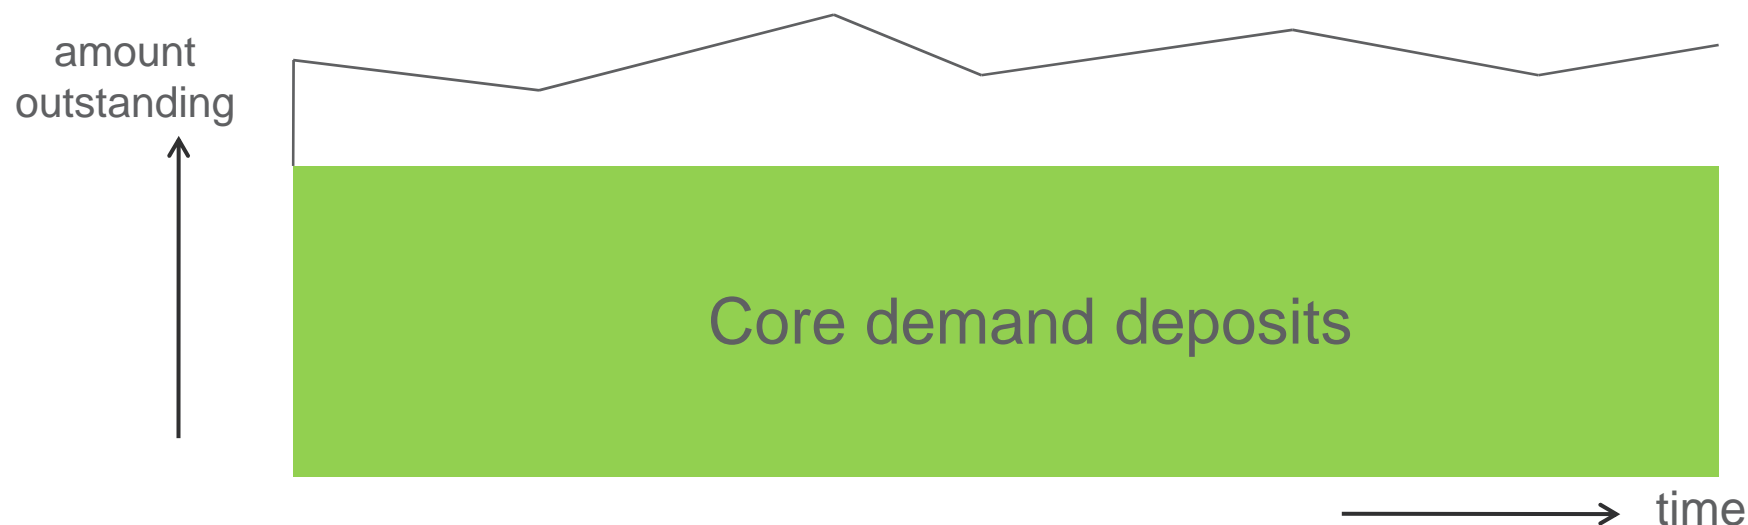 amount
outstanding
Core demand deposits
time